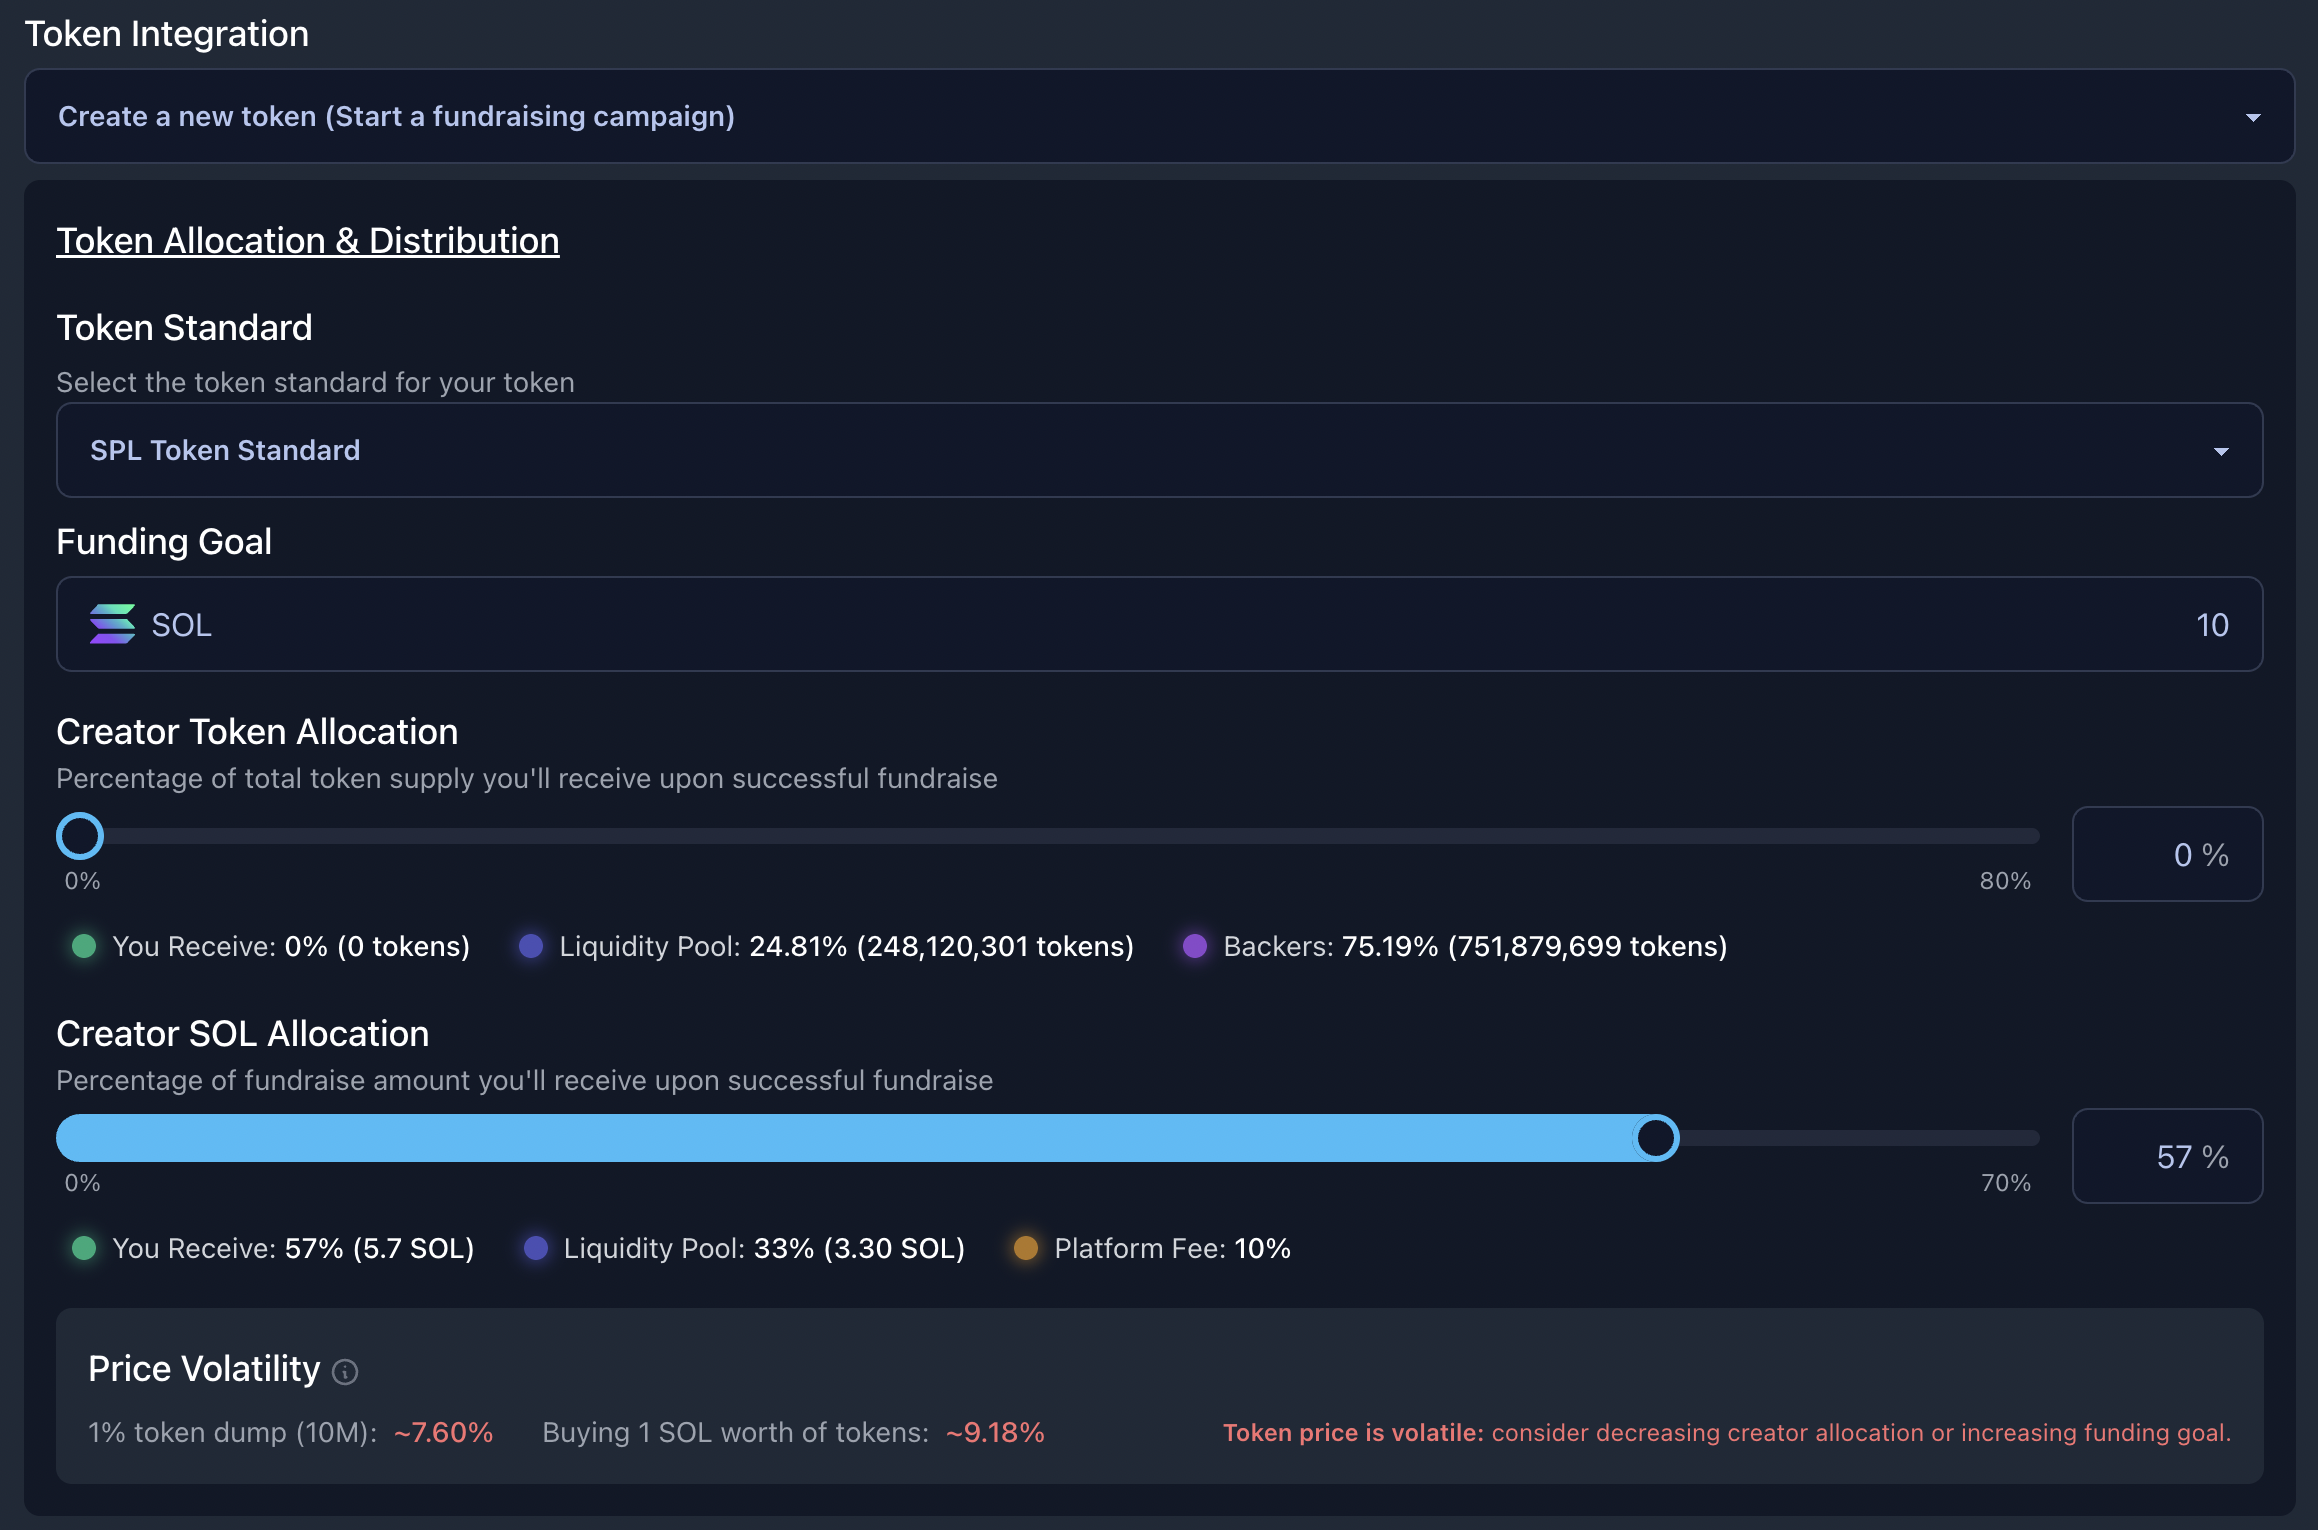 Token Integration
Create a new token (Start a fundraising campaign)
Token Allocation & Distribution
Token Standard
Select the token standard for your token
SPL Token Standard
Funding Goal
SOL 10
Creator Token Allocation
Percentage of total token supply you'll receive upon successful fundraise
0 %
0% 80%
You Receive: 0% (0 tokens) Liquidity Pool: 24.81% (248,120,301 tokens) Backers: 75.19% (751,879,699 tokens)
Creator SOL Allocation
Percentage of fundraise amount you'll receive upon successful fundraise
57 %
0% 70%
You Receive: 57% (5.7 SOL) Liquidity Pool: 33% (3.30 SOL) Platform Fee: 10%
Price Volatility
1% token dump (10M): ~7.60% Buying 1 SOL worth of tokens: ~9.18% Token price is volatile: consider decreasing creator allocation or increasing funding goal.